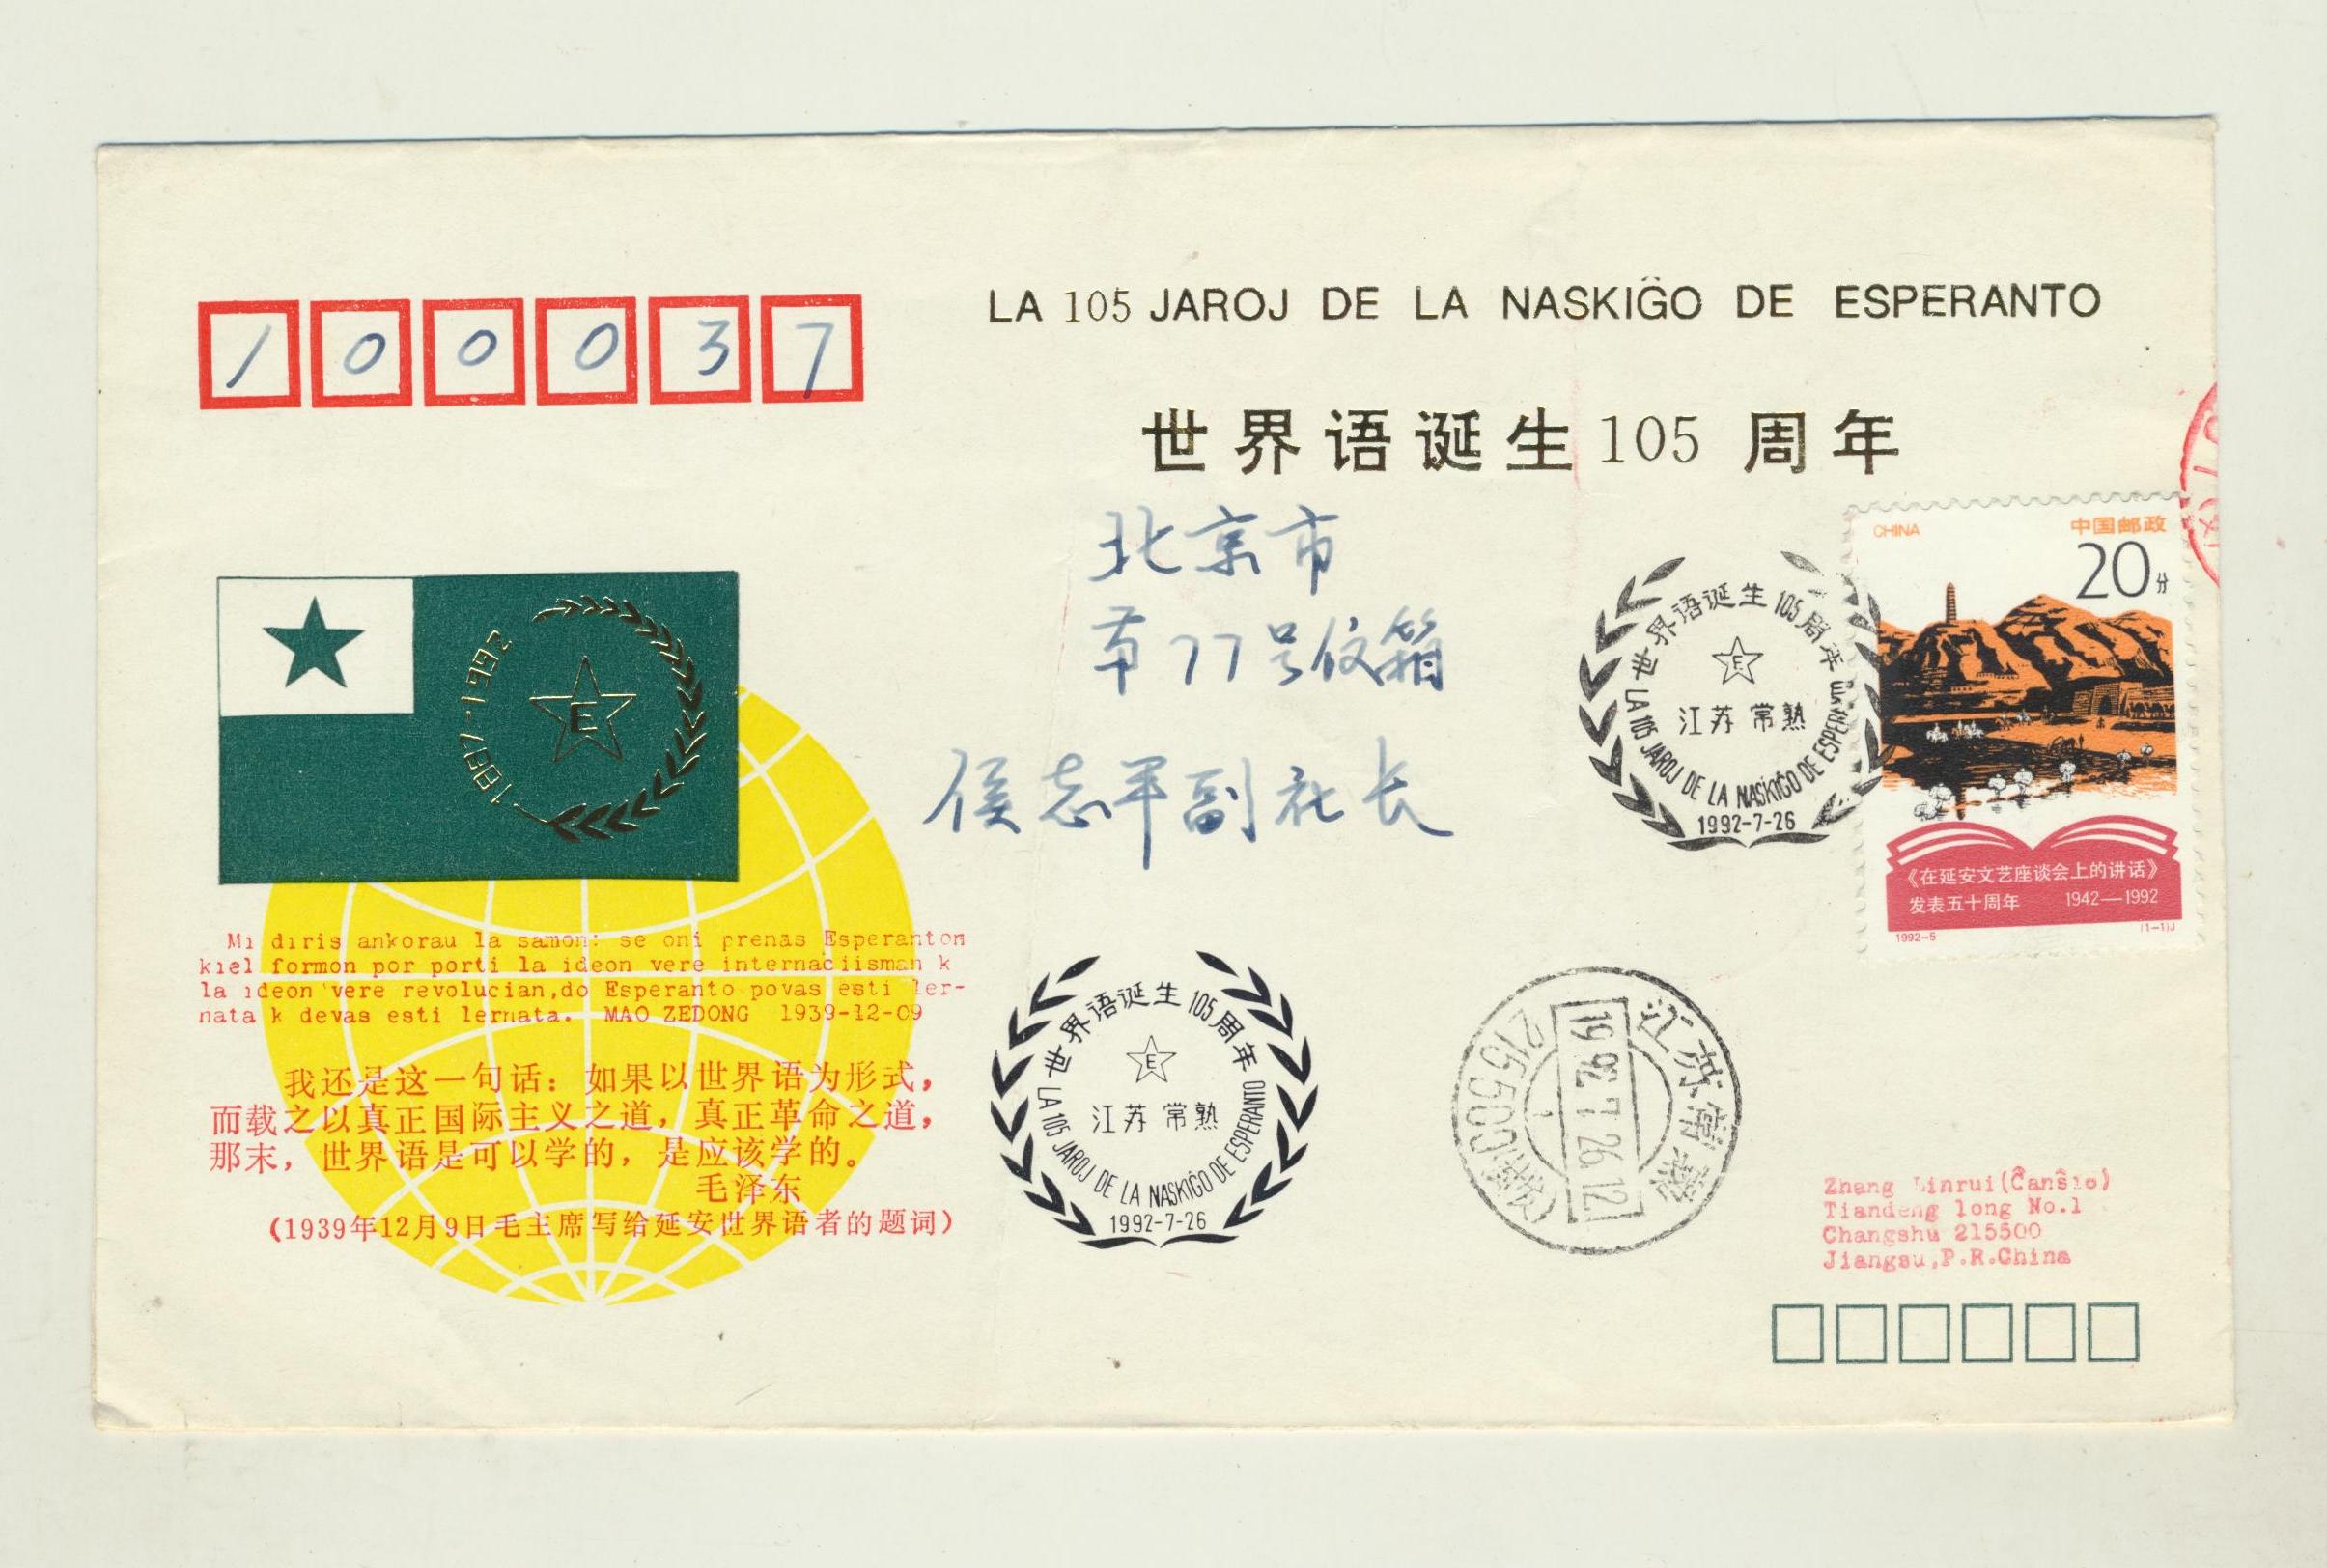 100037
LA 105 JAROJ DE LA NASKIĜO DE ESPERANTO
世界语诞生105周年
北京市
第77号信箱
侯志平副社长
CHINA 中国邮政
20分
《在延安文艺座谈会上的讲话》
发表五十周年 1942—1992
1992-5 (1-1)J
世界语诞生105周年
E
江苏 常熟
LA 105 JAROJ DE LA NASKIĜO DE ESPERANTO
1992-7-26
1887-1992
E
Mi diris ankorau la samon: se oni prenas Esperanton
kiel formon por porti la ideon vere internaciisman k
la ideon vere revolucian,do Esperanto povas esti ler-
nata k devas esti lernata. MAO ZEDONG 1939-12-09
我还是这一句话：如果以世界语为形式，
而载之以真正国际主义之道，真正革命之道，
那末，世界语是可以学的，是应该学的。
毛泽东
（1939年12月9日毛主席写给延安世界语者的题词）
世界语诞生105周年
E
江苏 常熟
LA 105 JAROJ DE LA NASKIĜO DE ESPERANTO
1992-7-26
江苏常熟
1992.7.26.12
1
215500
Zhang Linrui(Ĉanŝio)
Tiandeng long No.1
Changshu 215500
Jiangsu,P.R.China